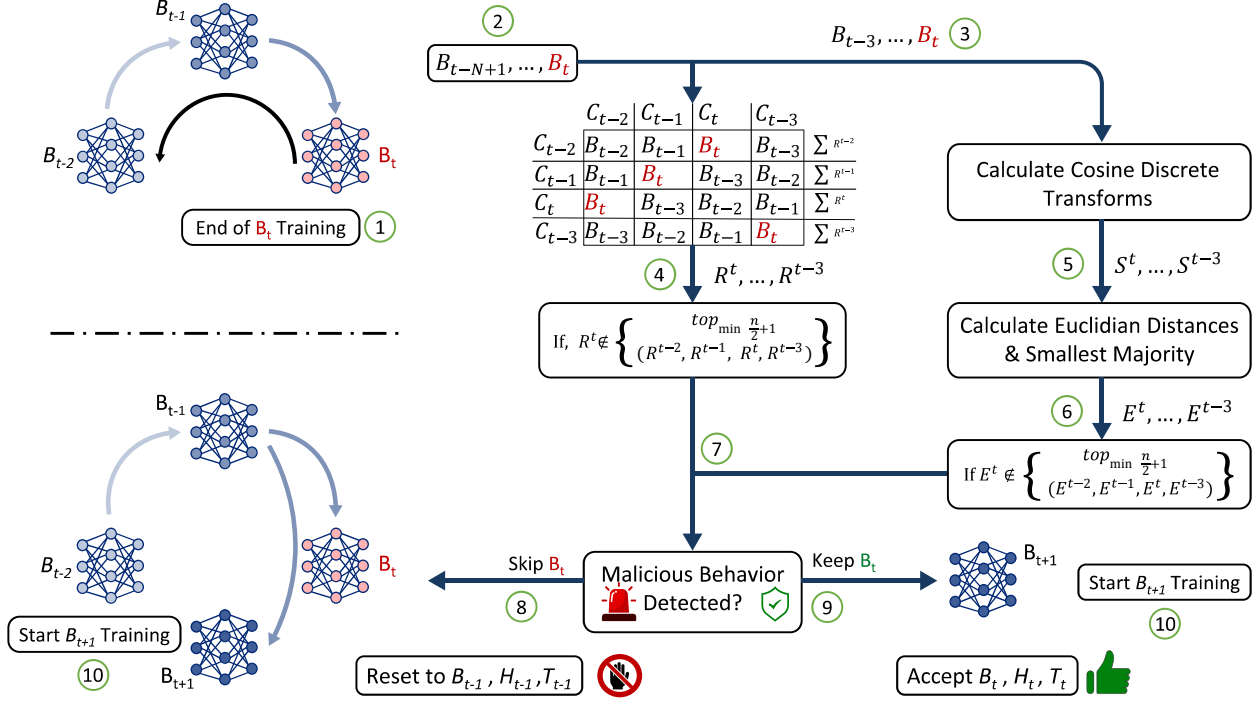 B_{t-1}
B_{t-2}
B_t
End of B_t Training
1
2
B_{t-N+1}, ..., B_t
B_{t-3}, ..., B_t
3
C_{t-2} C_{t-1} C_t C_{t-3}
C_{t-2} B_{t-2} B_{t-1} B_t B_{t-3} ∑ R^{t-2}
C_{t-1} B_{t-1} B_t B_{t-3} B_{t-2} ∑ R^{t-1}
C_t B_t B_{t-3} B_{t-2} B_{t-1} ∑ R^t
C_{t-3} B_{t-3} B_{t-2} B_{t-1} B_t ∑ R^{t-3}
Calculate Cosine Discrete
Transforms
4
R^t, ..., R^{t-3}
5
S^t, ..., S^{t-3}
If, R^t ∉ { top_{min} \frac{n}{2}+1
(R^{t-2}, R^{t-1}, R^t, R^{t-3}) }
Calculate Euclidian Distances
& Smallest Majority
6
E^t, ..., E^{t-3}
If E^t ∉ { top_{min} \frac{n}{2}+1
(E^{t-2}, E^{t-1}, E^t, E^{t-3}) }
7
Malicious Behavior
Detected?
Skip B_t
8
Keep B_t
9
Reset to B_{t-1} , H_{t-1} ,T_{t-1}
B_{t+1}
Start B_{t+1} Training
10
Accept B_t , H_t , T_t
B_{t-1}
B_{t-2}
B_t
Start B_{t+1} Training
10
B_{t+1}